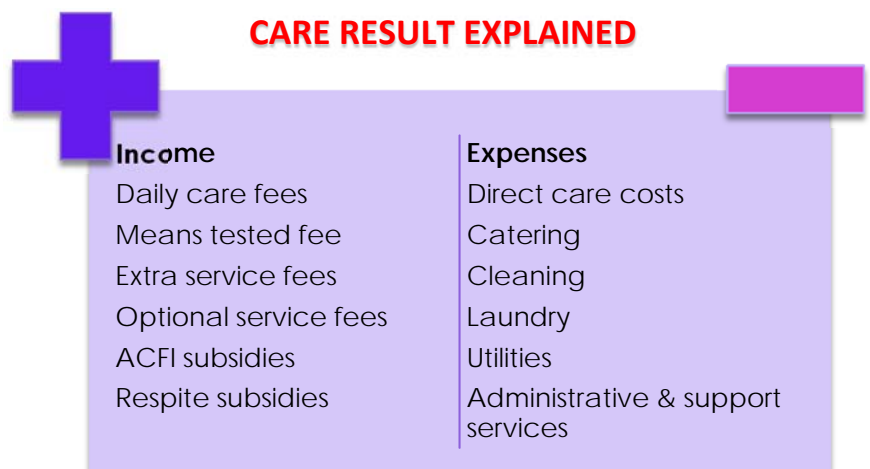 CARE RESULT EXPLAINED
Income
Daily care fees
Means tested fee
Extra service fees
Optional service fees
ACFI subsidies
Respite subsidies
Expenses
Direct care costs
Catering
Cleaning
Laundry
Utilities
Administrative & support
services